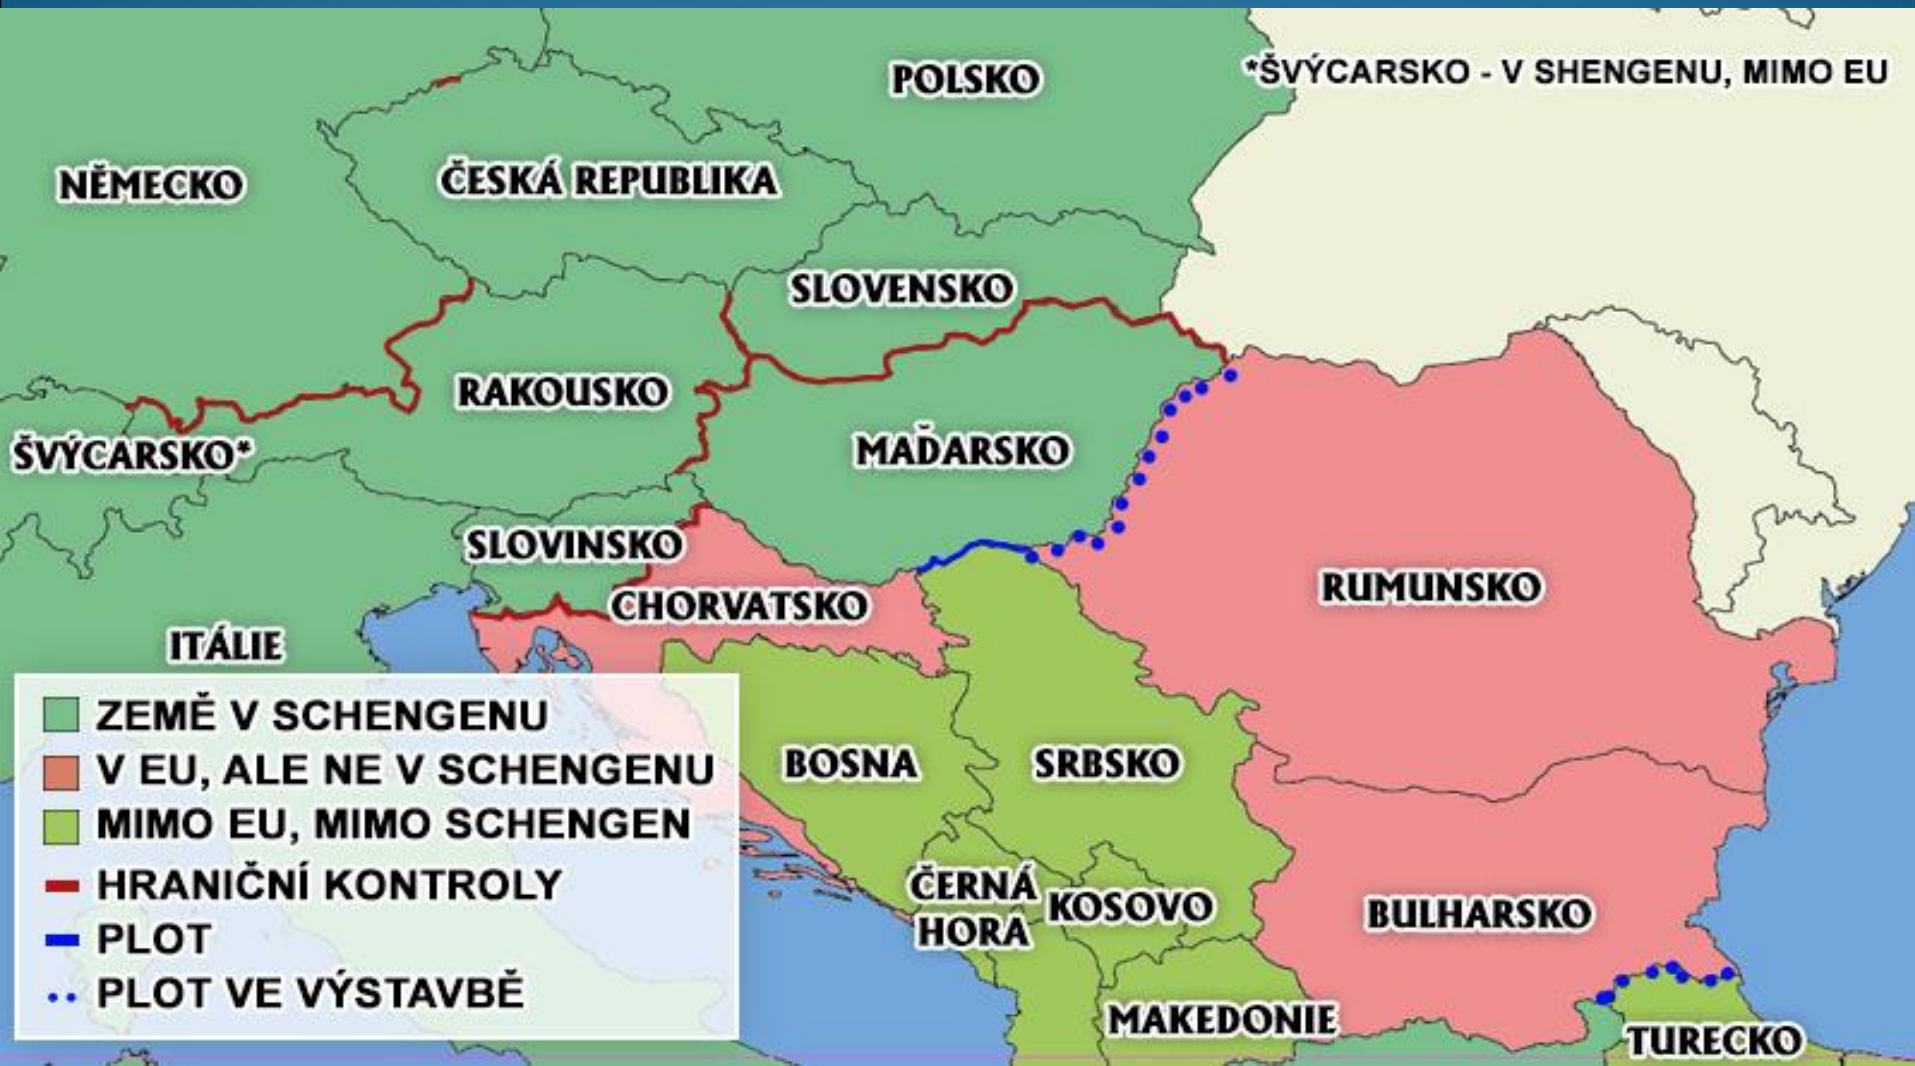 POLSKO
*ŠVÝCARSKO - V SHENGENU, MIMO EU
NĚMECKO
ČESKÁ REPUBLIKA
SLOVENSKO
RAKOUSKO
ŠVÝCARSKO*
MAĎARSKO
SLOVINSKO
CHORVATSKO
RUMUNSKO
ITÁLIE
ZEMĚ V SCHENGENU
V EU, ALE NE V SCHENGENU
MIMO EU, MIMO SCHENGEN
HRANIČNÍ KONTROLY
PLOT
PLOT VE VÝSTAVBĚ
BOSNA
SRBSKO
ČERNÁ
HORA
KOSOVO
BULHARSKO
MAKEDONIE
TURECKO